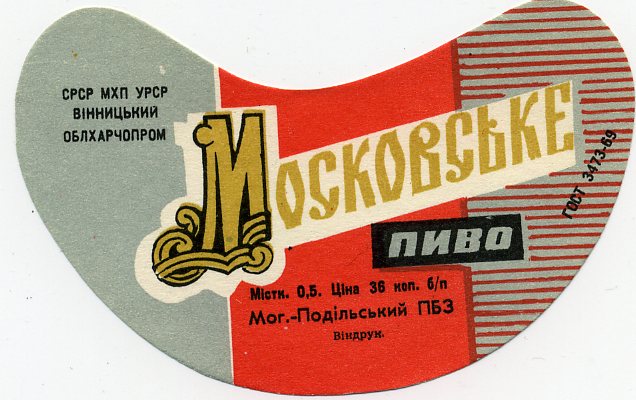 СРСР МХП УРСР
ВІННИЦЬКИЙ
ОБЛХАРЧОПРОМ
МОСКОВСЬКЕ
ПИВО
ГОСТ 3473-69
Містк. 0,5. Ціна 36 коп. б/п
Мог.-Подільський ПБЗ
Віндрук.